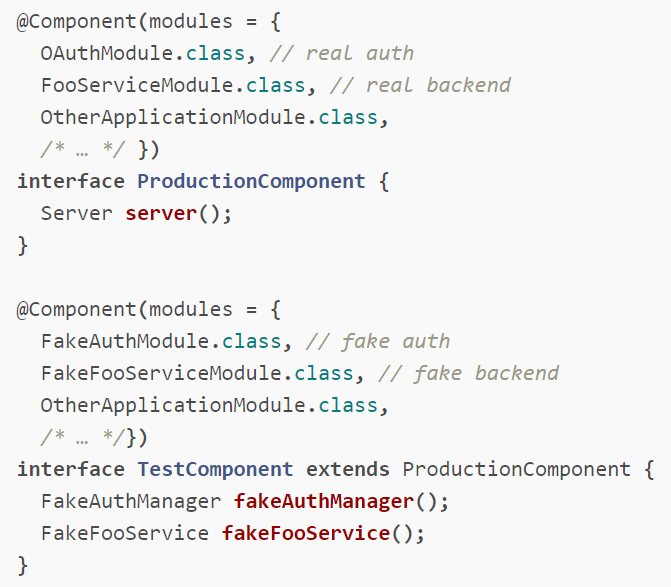 @Component(modules = {
  OAuthModule.class, // real auth
  FooServiceModule.class, // real backend
  OtherApplicationModule.class,
  /* … */ })
interface ProductionComponent {
  Server server();
}

@Component(modules = {
  FakeAuthModule.class, // fake auth
  FakeFooServiceModule.class, // fake backend
  OtherApplicationModule.class,
  /* … */})
interface TestComponent extends ProductionComponent {
  FakeAuthManager fakeAuthManager();
  FakeFooService fakeFooService();
}